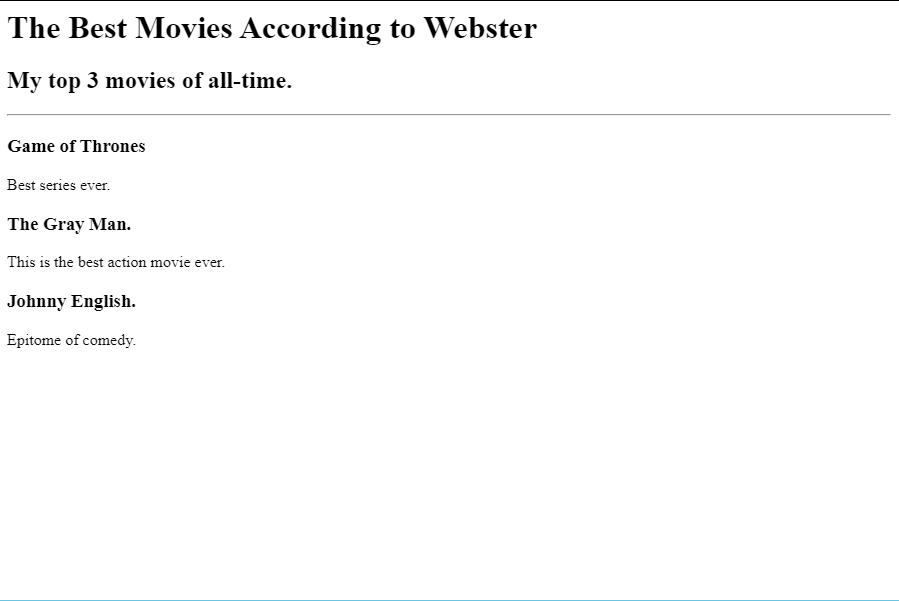 The Best Movies According to Webster
My top 3 movies of all-time.
Game of Thrones
Best series ever.
The Gray Man.
This is the best action movie ever.
Johnny English.
Epitome of comedy.